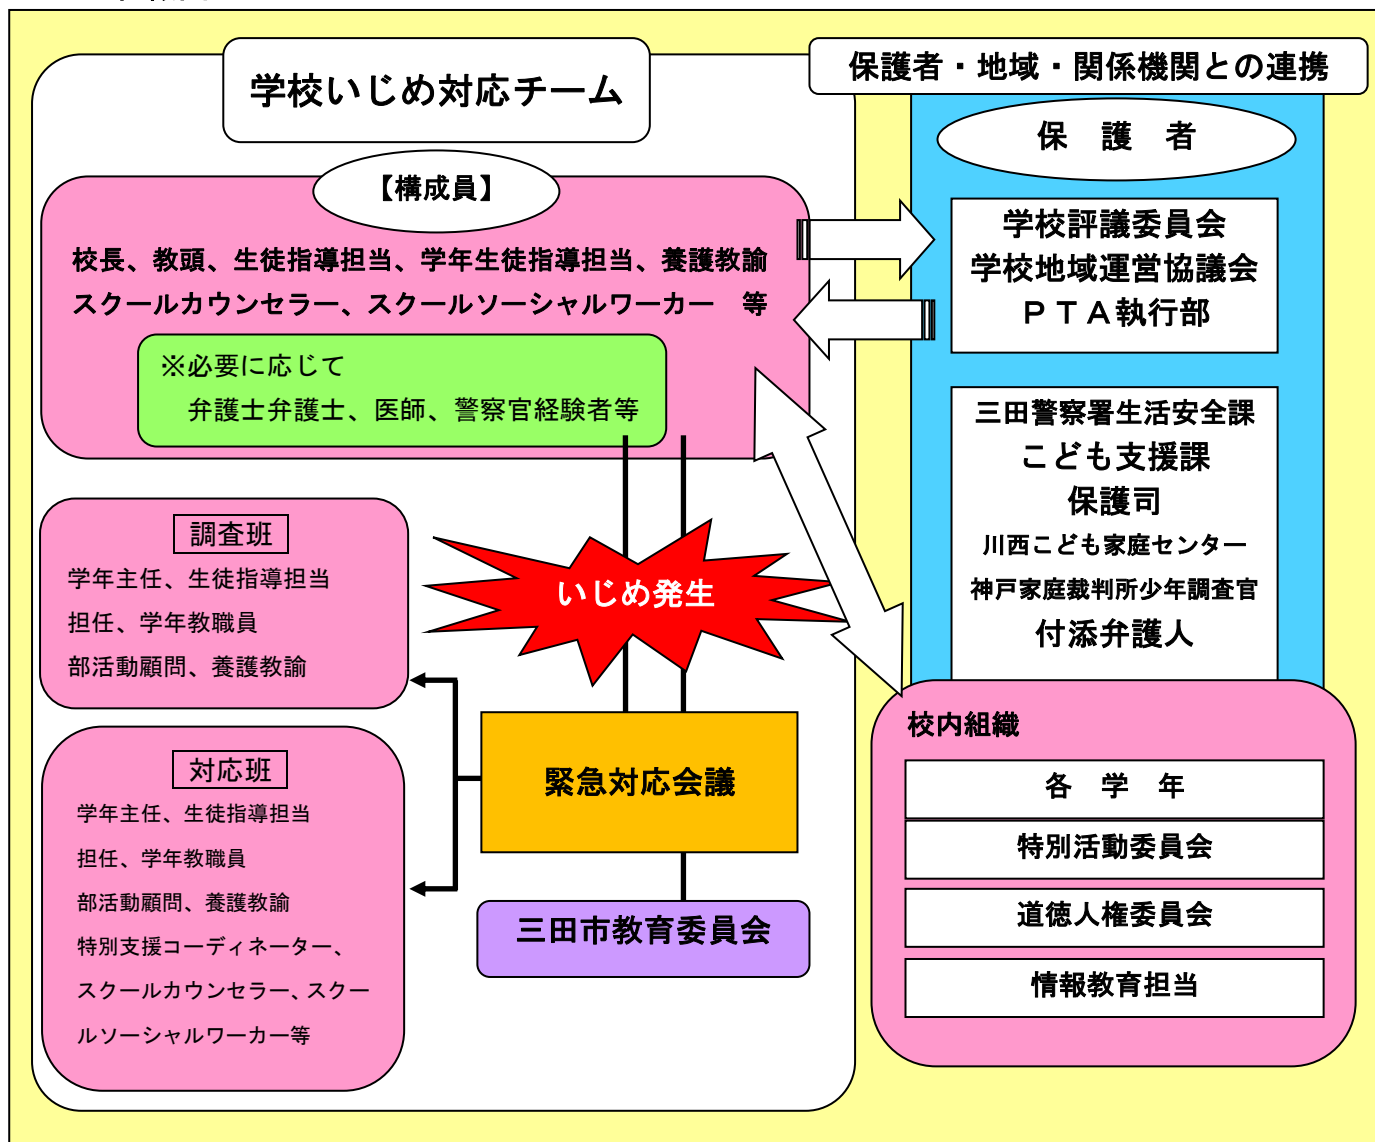 学校いじめ対応チーム
【構成員】
校長、教頭、生徒指導担当、学年生徒指導担当、養護教諭
スクールカウンセラー、スクールソーシャルワーカー　等
※必要に応じて
弁護士弁護士、医師、警察官経験者等
調査班
学年主任、生徒指導担当
担任、学年教職員
部活動顧問、養護教諭
いじめ発生
対応班
学年主任、生徒指導担当
担任、学年教職員
部活動顧問、養護教諭
特別支援コーディネーター、
スクールカウンセラー、スクー
ルソーシャルワーカー等
緊急対応会議
三田市教育委員会
保護者・地域・関係機関との連携
保　護　者
学校評議委員会
学校地域運営協議会
ＰＴＡ執行部
三田警察署生活安全課
こども支援課
保護司
川西こども家庭センター
神戸家庭裁判所少年調査官
付添弁護人
校内組織
各　学　年
特別活動委員会
道徳人権委員会
情報教育担当